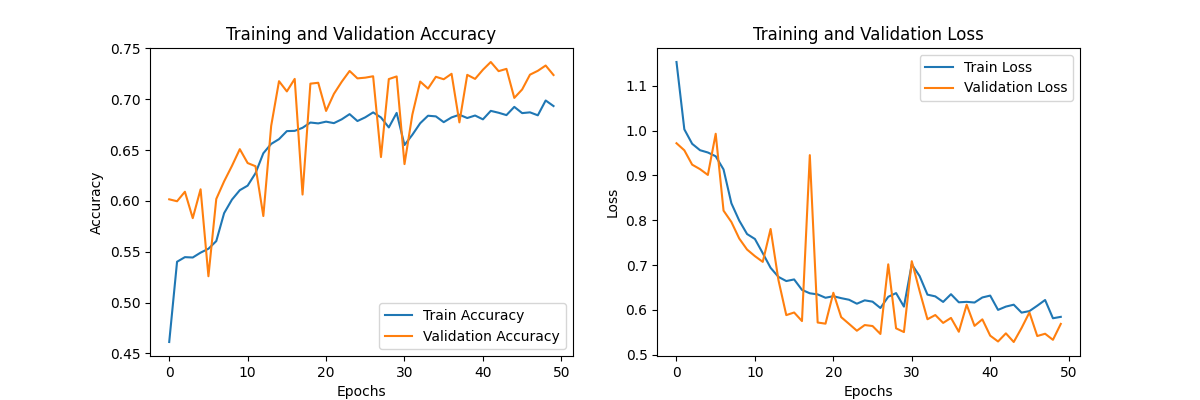 Training and Validation Accuracy
0.75
0.70
0.65
0.60
0.55
0.50
0.45
Accuracy
0
10
20
30
40
50
Epochs
Train Accuracy
Validation Accuracy
Training and Validation Loss
1.1
1.0
0.9
0.8
0.7
0.6
0.5
Loss
0
10
20
30
40
50
Epochs
Train Loss
Validation Loss